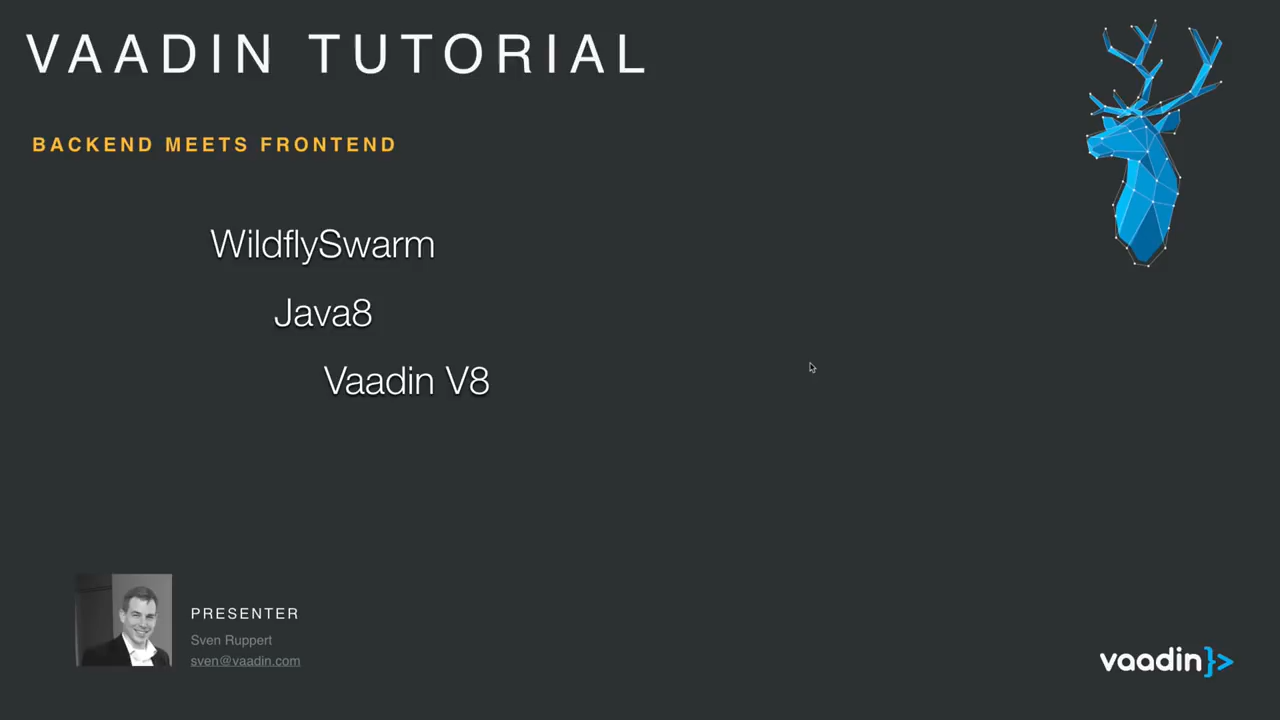 VAADIN TUTORIAL
BACKEND MEETS FRONTEND
WildflySwarm
Java8
Vaadin V8
PRESENTER
Sven Ruppert
sven@vaadin.com
vaadin}>